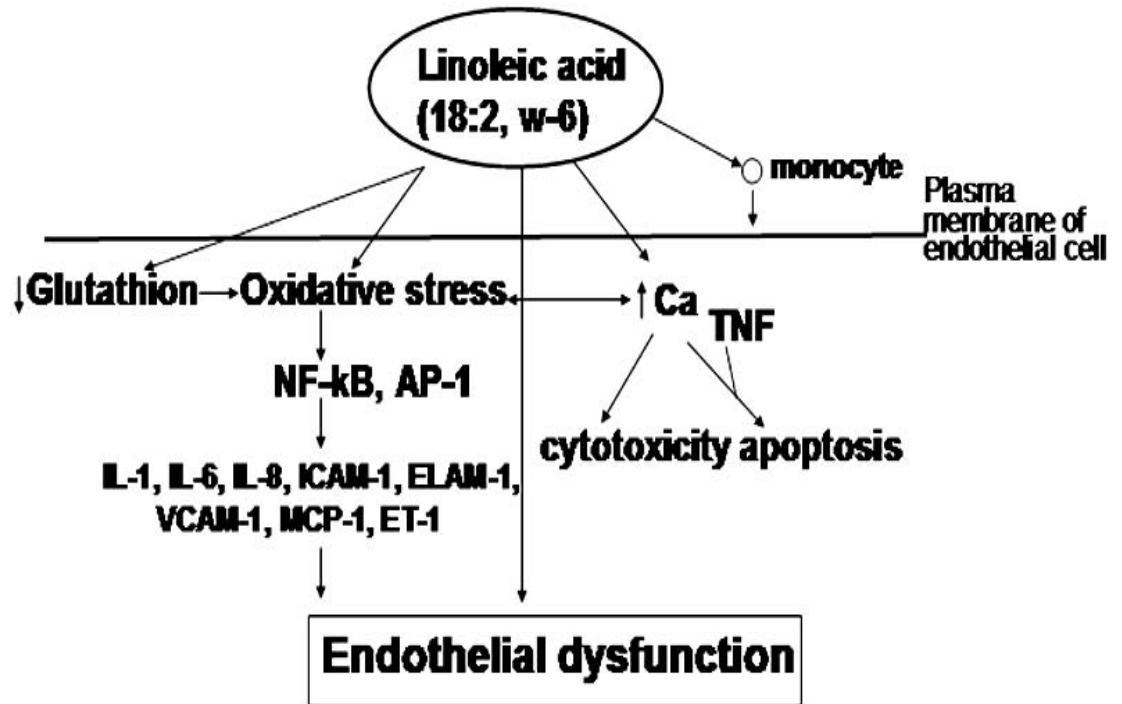 Linoleic acid
(18:2, w-6)
monocyte
Plasma
membrane of
endothelial cell
↓Glutathion→Oxidative stress↔↑Ca
TNF
NF-kB, AP-1
cytotoxicity apoptosis
IL-1, IL-6, IL-8, ICAM-1, ELAM-1,
VCAM-1, MCP-1, ET-1
Endothelial dysfunction